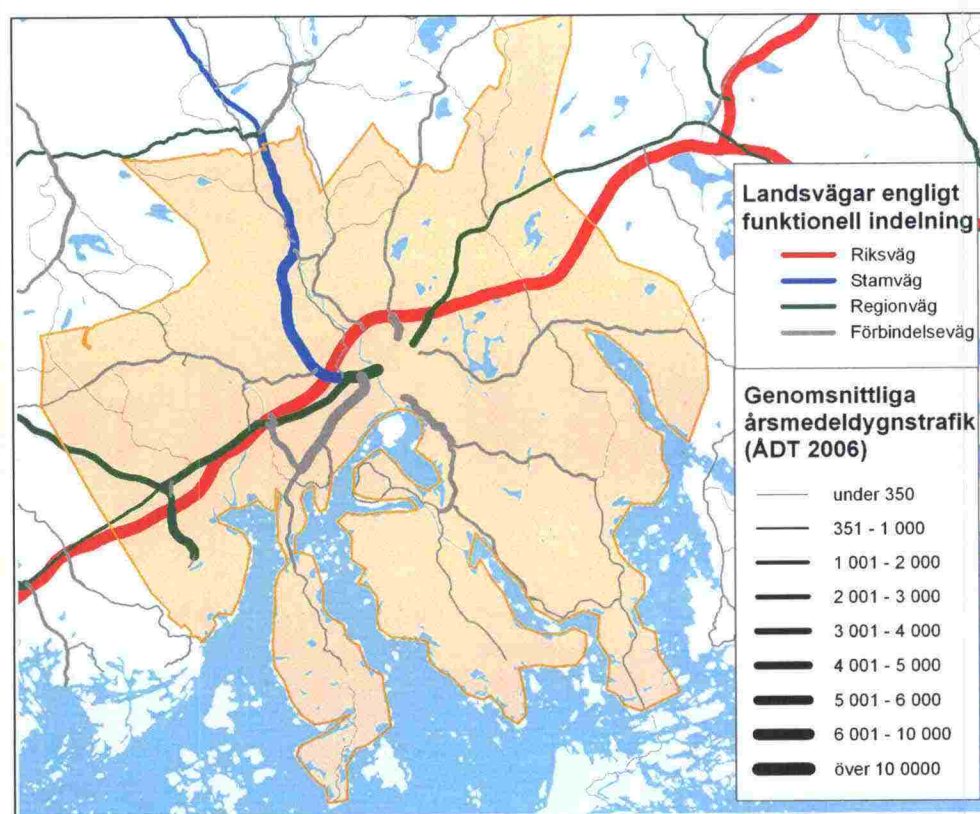 Landsvägar engligt
funktionell indelning
Riksväg
Stamväg
Regionväg
Förbindelseväg
Genomsnittliga
årsmedeldygnstrafik
(ÅDT 2006)
under 350
351 - 1 000
1 001 - 2 000
2 001 - 3 000
3 001 - 4 000
4 001 - 5 000
5 001 - 6 000
6 001 - 10 000
över 10 0000